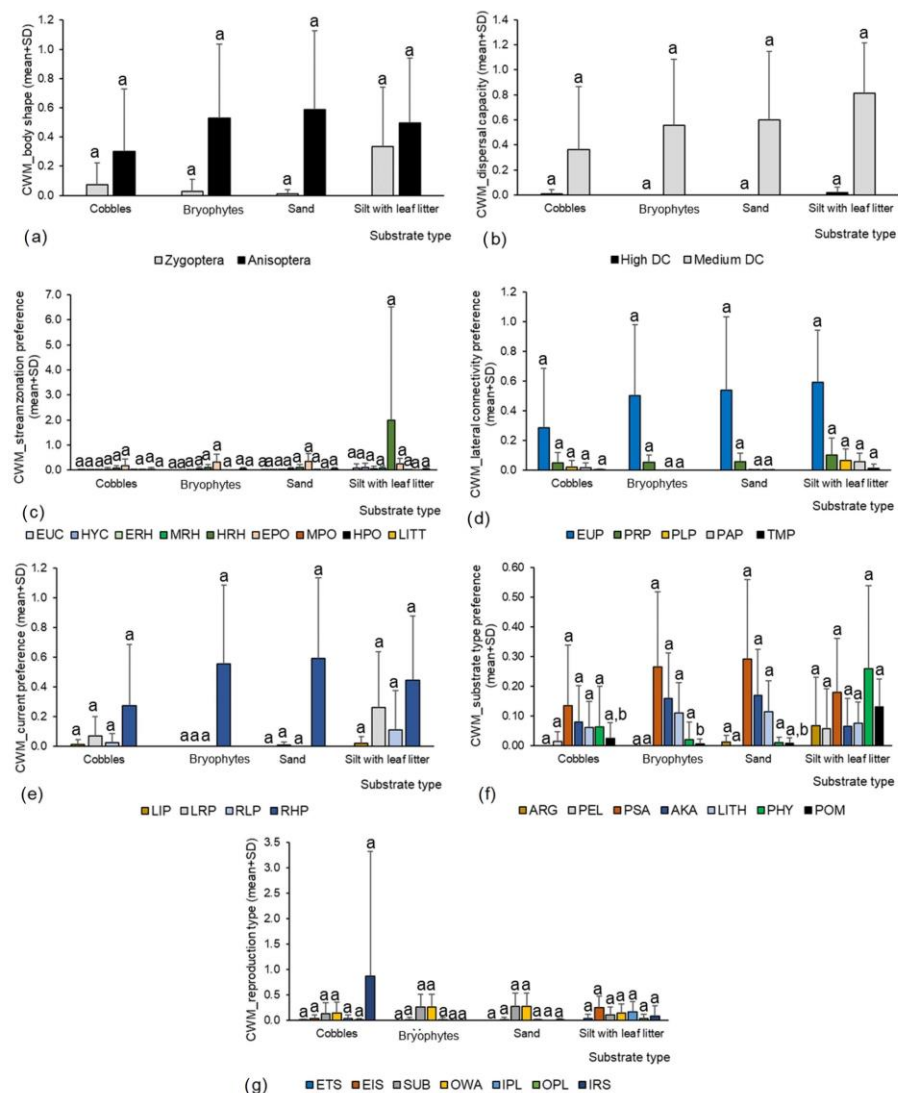 CWM_body shape (mean+SD)
1.2
1.0
0.8
0.6
0.4
0.2
0.0
a a a a a a a a
Cobbles Bryophytes Sand Silt with leaf litter
Substrate type
(a)
Zygoptera Anisoptera
CWM_dispersal capacity (mean+SD)
1.4
1.2
1.0
0.8
0.6
0.4
0.2
0.0
a a a a a a a a
Cobbles Bryophytes Sand Silt with leaf litter
Substrate type
(b)
High DC Medium DC
CWM_stream zonation preference
(mean+SD)
7.0
6.0
5.0
4.0
3.0
2.0
1.0
0.0
Cobbles Bryophytes Sand Silt with leaf litter
Substrate type
(c)
EUC HYC ERH MRH HRH EPO MPO HPO LITT
CWM_lateral connectivity preference
(mean+SD)
1.2
1.0
0.8
0.6
0.4
0.2
0.0
a a a a a a a a a a a a a a a a
Cobbles Bryophytes Sand Silt with leaf litter
Substrate type
(d)
EUP PRP PLP PAP TMP
CWM_current preference (mean+SD)
1.2
1.0
0.8
0.6
0.4
0.2
0.0
a a a a a a a a a a a a a a a
Cobbles Bryophytes Sand Silt with leaf litter
Substrate type
(e)
LIP LRP RLP RHP
CWM_substrate type preference
(mean+SD)
0.60
0.50
0.40
0.30
0.20
0.10
0.00
a a a a a a a,b
a a a a a a b
a a a a a a,b
a a a a a a a
Cobbles Bryophytes Sand Silt with leaf litter
Substrate type
(f)
ARG PEL PSA AKA LITH PHY POM
CWM_reproduction type (mean+SD)
3.5
3.0
2.5
2.0
1.5
1.0
0.5
0.0
Cobbles Bryophytes Sand Silt with leaf litter
Substrate type
(g)
ETS EIS SUB OWA IPL OPL IRS